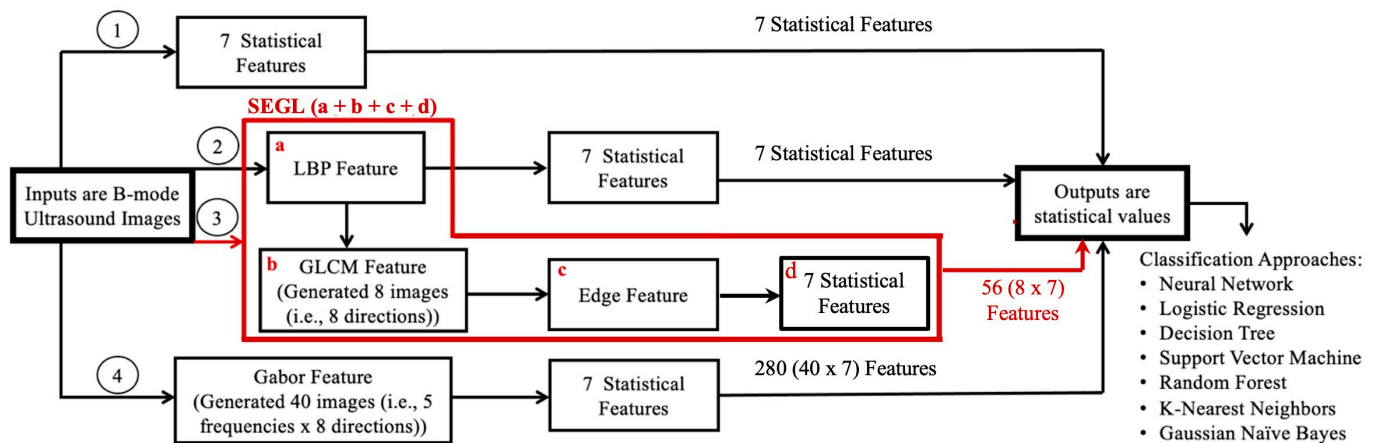 1
7 Statistical
Features
7 Statistical Features
SEGL (a + b + c + d)
2
a
LBP Feature
7 Statistical
Features
7 Statistical Features
Inputs are B-mode
Ultrasound Images
3
Outputs are
statistical values
b
GLCM Feature
(Generated 8 images
(i.e., 8 directions))
c
Edge Feature
d
7 Statistical
Features
56 (8 x 7)
Features
4
Gabor Feature
(Generated 40 images (i.e., 5
frequencies x 8 directions))
7 Statistical
Features
280 (40 x 7) Features
Classification Approaches:
• Neural Network
• Logistic Regression
• Decision Tree
• Support Vector Machine
• Random Forest
• K-Nearest Neighbors
• Gaussian Naïve Bayes